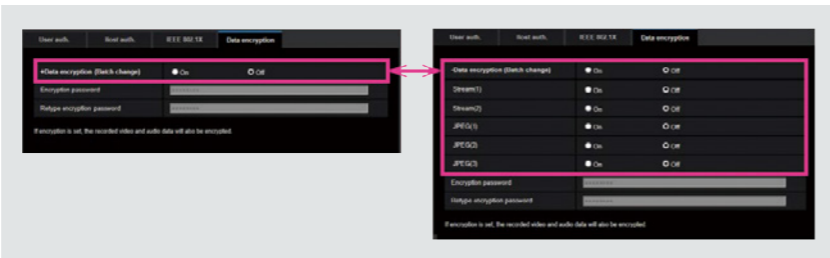 User auth. Host auth. IEEE 802.1X Data encryption
+Data encryption (Batch change) On Off
Encryption password
Retype encryption password
If encryption is set, the recorded video and audio data will also be encrypted.
User auth. Host auth. IEEE 802.1X Data encryption
-Data encryption (Batch change) On Off
Stream(1) On Off
Stream(2) On Off
JPEG(1) On Off
JPEG(2) On Off
JPEG(3) On Off
Encryption password
Retype encryption password
If encryption is set, the recorded video and audio data will also be encrypted.